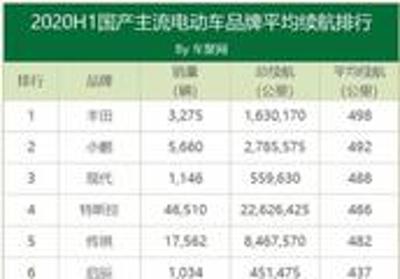 2020H1国产主流电动车品牌平均续航排行
By 车聚网
排行 品牌 销量 总续航 平均续航
(辆) (公里) (公里)
1 丰田 3,275 1,630,170 498
2 小鹏 5,660 2,785,575 492
3 现代 1,146 559,630 488
4 特斯拉 46,510 22,626,425 486
5 传祺 17,562 8,467,570 482
6 启辰 1,034 451,475 437